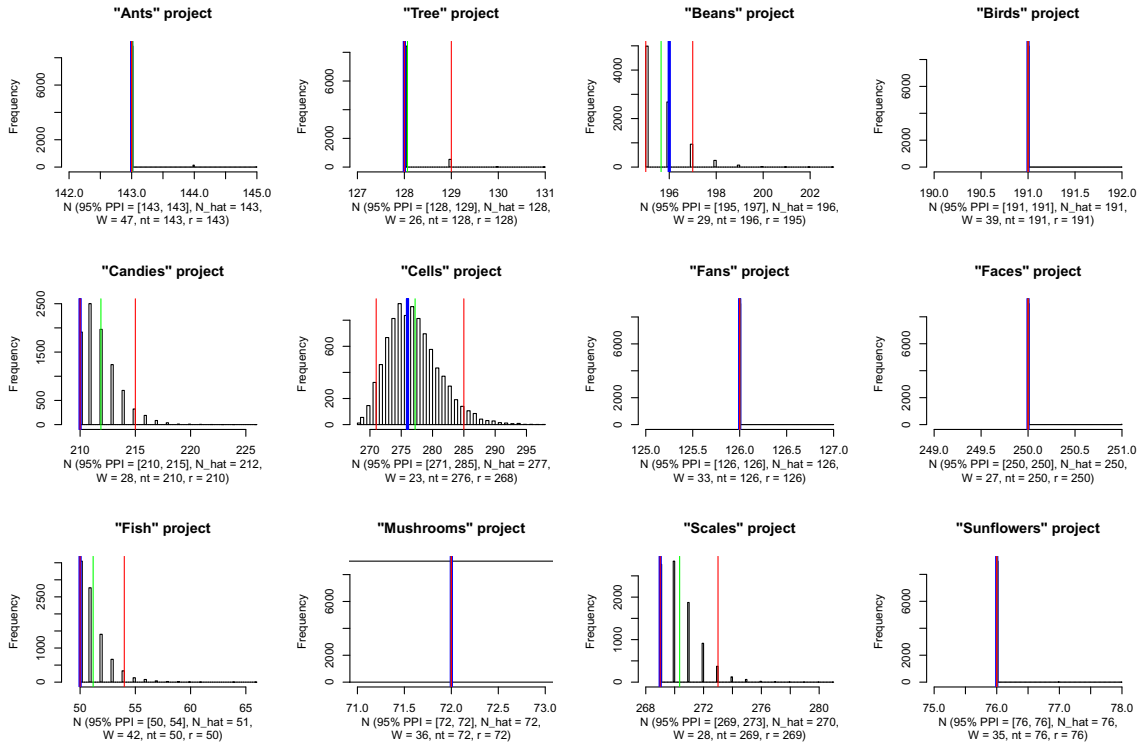 "Ants" project
Frequency
0 2000 6000
142.0 143.0 144.0 145.0
N (95% PPI = [143, 143], N_hat = 143,
W = 47, nt = 143, r = 143)
"Tree" project
Frequency
0 2000 6000
127 128 129 130 131
N (95% PPI = [128, 129], N_hat = 128,
W = 26, nt = 128, r = 128)
"Beans" project
Frequency
0 2000 4000
196 198 200 202
N (95% PPI = [195, 197], N_hat = 196,
W = 29, nt = 196, r = 195)
"Birds" project
Frequency
0 2000 6000
190.0 190.5 191.0 191.5 192.0
N (95% PPI = [191, 191], N_hat = 191,
W = 39, nt = 191, r = 191)
"Candies" project
Frequency
0 500 1500 2500
210 215 220 225
N (95% PPI = [210, 215], N_hat = 212,
W = 28, nt = 210, r = 210)
"Cells" project
Frequency
0 200 600
270 275 280 285 290 295
N (95% PPI = [271, 285], N_hat = 277,
W = 23, nt = 276, r = 268)
"Fans" project
Frequency
0 2000 6000
125.0 125.5 126.0 126.5 127.0
N (95% PPI = [126, 126], N_hat = 126,
W = 33, nt = 126, r = 126)
"Faces" project
Frequency
0 2000 6000
249.0 249.5 250.0 250.5 251.0
N (95% PPI = [250, 250], N_hat = 250,
W = 27, nt = 250, r = 250)
"Fish" project
Frequency
0 1000 2500
50 55 60 65
N (95% PPI = [50, 54], N_hat = 51,
W = 42, nt = 50, r = 50)
"Mushrooms" project
Frequency
0 2000 6000
71.0 71.5 72.0 72.5 73.0
N (95% PPI = [72, 72], N_hat = 72,
W = 36, nt = 72, r = 72)
"Scales" project
Frequency
0 1000 2000
268 272 276 280
N (95% PPI = [269, 273], N_hat = 270,
W = 28, nt = 269, r = 269)
"Sunflowers" project
Frequency
0 2000 6000
75.0 76.0 77.0 78.0
N (95% PPI = [76, 76], N_hat = 76,
W = 35, nt = 76, r = 76)